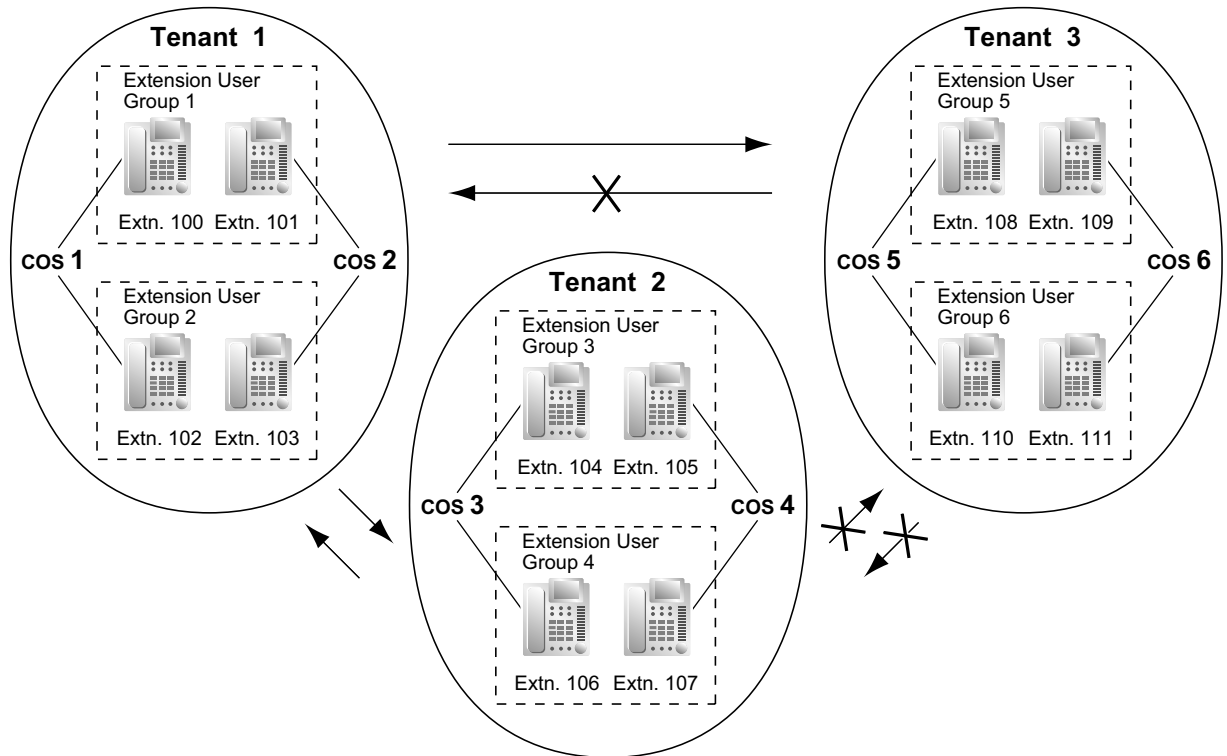 Tenant 1
Extension User
Group 1
Extn. 100 Extn. 101
COS 1
COS 2
Extension User
Group 2
Extn. 102 Extn. 103
Tenant 2
Extension User
Group 3
Extn. 104 Extn. 105
COS 3
COS 4
Extension User
Group 4
Extn. 106 Extn. 107
Tenant 3
Extension User
Group 5
Extn. 108 Extn. 109
COS 5
COS 6
Extension User
Group 6
Extn. 110 Extn. 111